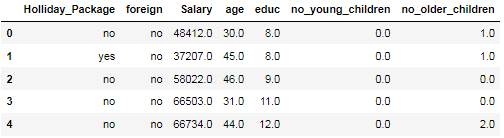 Holliday_Package foreign Salary age educ no_young_children no_older_children
0 no no 48412.0 30.0 8.0 0.0 1.0
1 yes no 37207.0 45.0 8.0 0.0 1.0
2 no no 58022.0 46.0 9.0 0.0 0.0
3 no no 66503.0 31.0 11.0 0.0 0.0
4 no no 66734.0 44.0 12.0 0.0 2.0